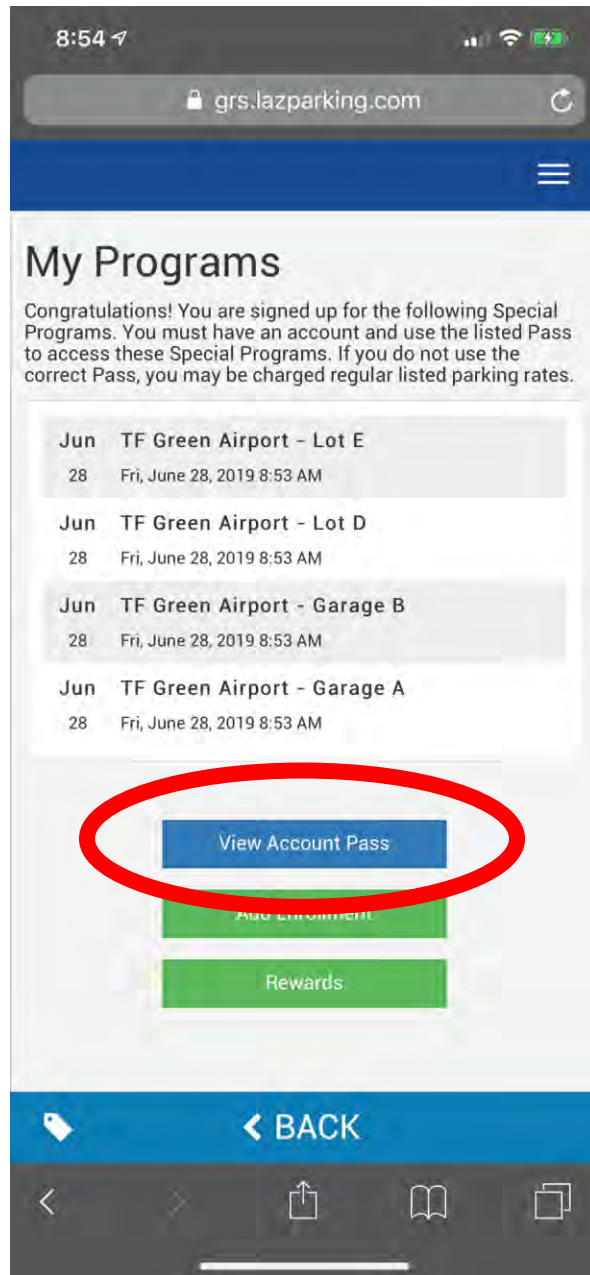 8:54
grs.lazparking.com
My Programs
Congratulations! You are signed up for the following Special
Programs. You must have an account and use the listed Pass
to access these Special Programs. If you do not use the
correct Pass, you may be charged regular listed parking rates.
Jun TF Green Airport - Lot E
28 Fri, June 28, 2019 8:53 AM
Jun TF Green Airport - Lot D
28 Fri, June 28, 2019 8:53 AM
Jun TF Green Airport - Garage B
28 Fri, June 28, 2019 8:53 AM
Jun TF Green Airport - Garage A
28 Fri, June 28, 2019 8:53 AM
View Account Pass
Add Enrollment
Rewards
BACK